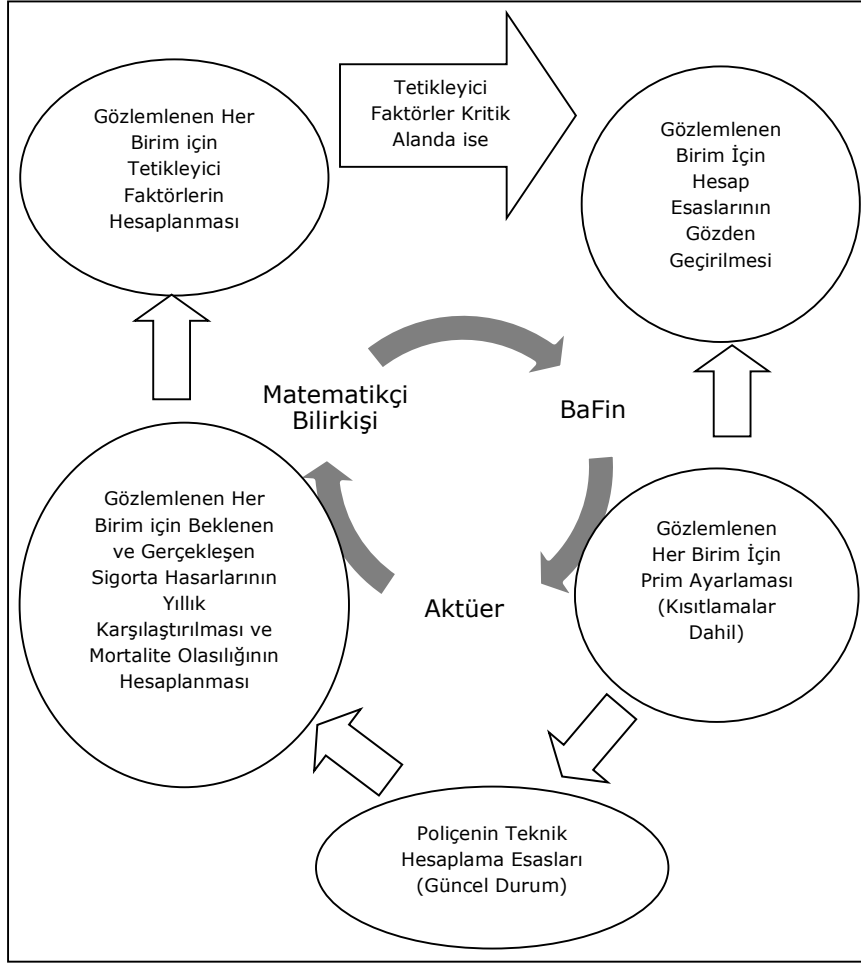 Gözlemlenen Her
Birim için
Tetikleyici
Faktörlerin
Hesaplanması
Tetikleyici
Faktörler Kritik
Alanda ise
Gözlemlenen
Birim İçin
Hesap
Esaslarının
Gözden
Geçirilmesi
Matematikçi
Bilirkişi
BaFin
Aktüer
Gözlemlenen Her
Birim için Beklenen
ve Gerçekleşen
Sigorta Hasarlarının
Yıllık
Karşılaştırılması ve
Mortalite Olasılığının
Hesaplanması
Gözlemlenen
Her Birim İçin
Prim Ayarlaması
(Kısıtlamalar
Dahil)
Poliçenin Teknik
Hesaplama Esasları
(Güncel Durum)